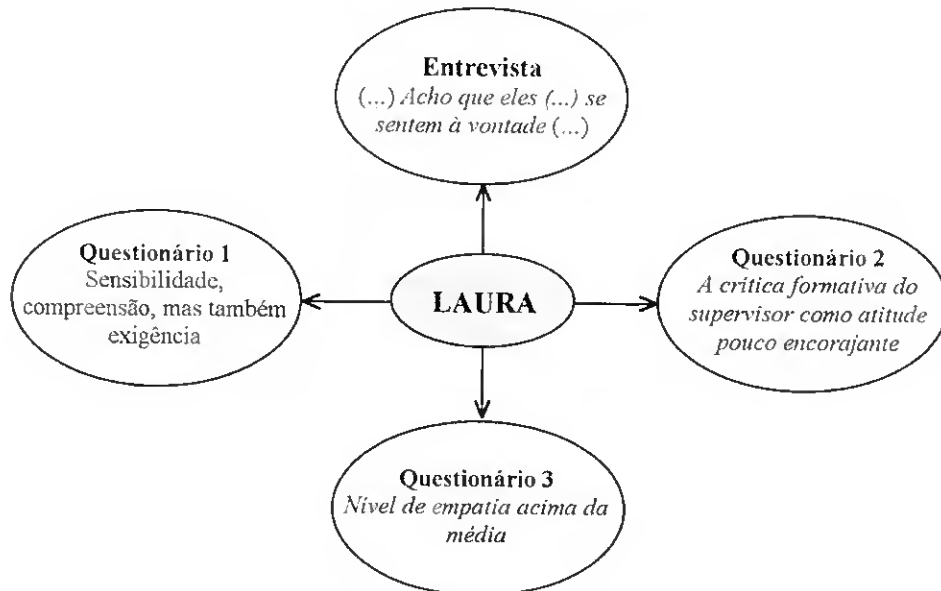 Entrevista
(...) Acho que eles (...) se
sentem à vontade (...)
Questionário 1
Sensibilidade,
compreensão, mas também
exigência
LAURA
Questionário 2
A crítica formativa do
supervisor como atitude
pouco encorajante
Questionário 3
Nível de empatia acima da
média